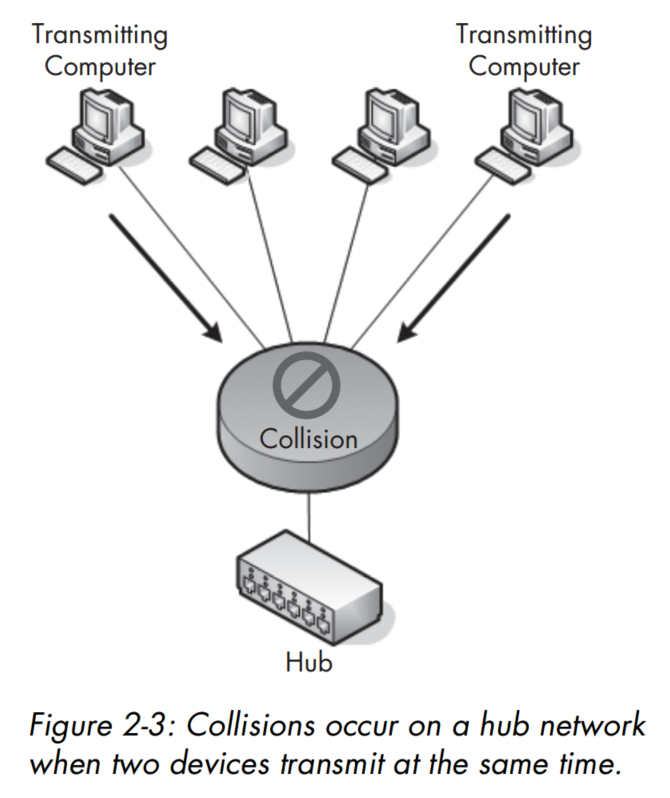 Transmitting Computer
Transmitting Computer
Collision
Hub
Figure 2-3: Collisions occur on a hub network
when two devices transmit at the same time.